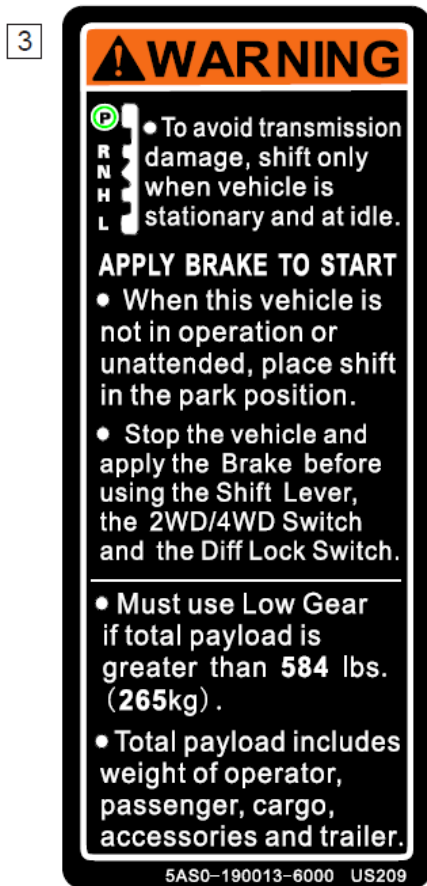 3
WARNING
P
R
N
H
L
• To avoid transmission
damage, shift only
when vehicle is
stationary and at idle.
APPLY BRAKE TO START
• When this vehicle is
not in operation or
unattended, place shift
in the park position.
• Stop the vehicle and
apply the Brake before
using the Shift Lever,
the 2WD/4WD Switch
and the Diff Lock Switch.
• Must use Low Gear
if total payload is
greater than 584 lbs.
(265kg).
• Total payload includes
weight of operator,
passenger, cargo,
accessories and trailer.
5AS0-190013-6000 US209